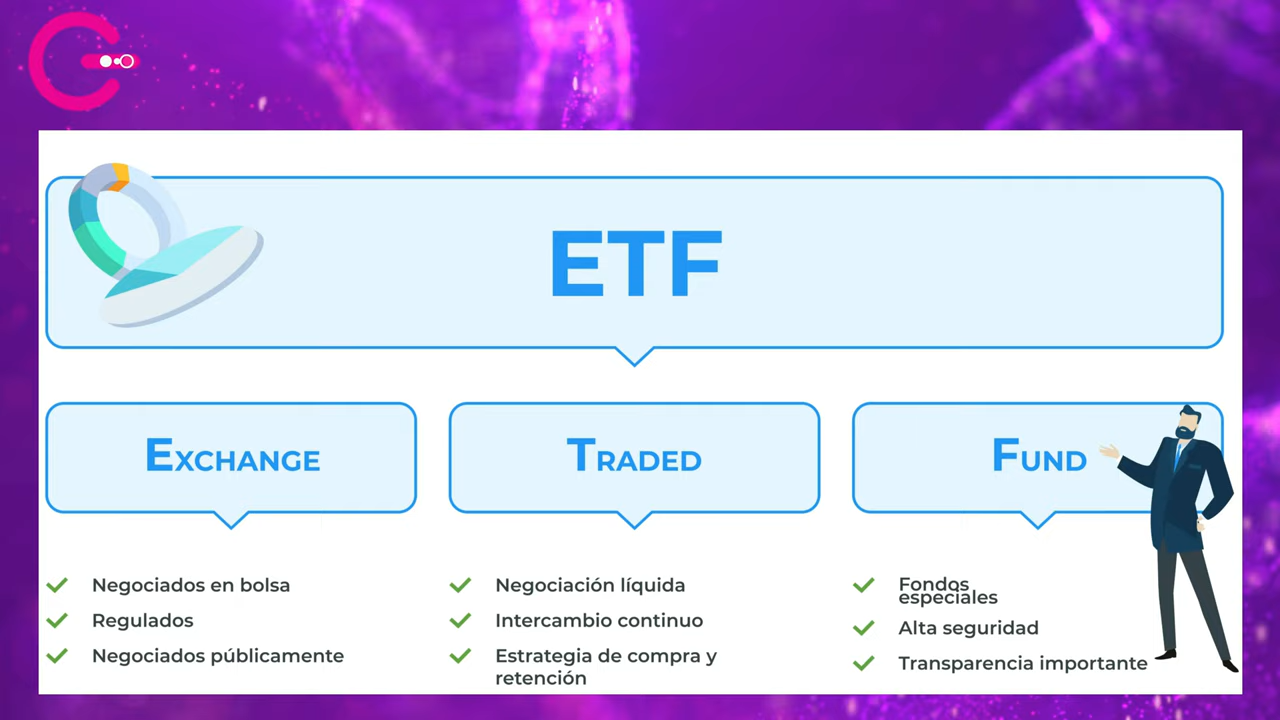 ETF
EXCHANGE
TRADED
FUND
Negociados en bolsa
Regulados
Negociados públicamente
Negociación líquida
Intercambio continuo
Estrategia de compra y
retención
Fondos
especiales
Alta seguridad
Transparencia importante